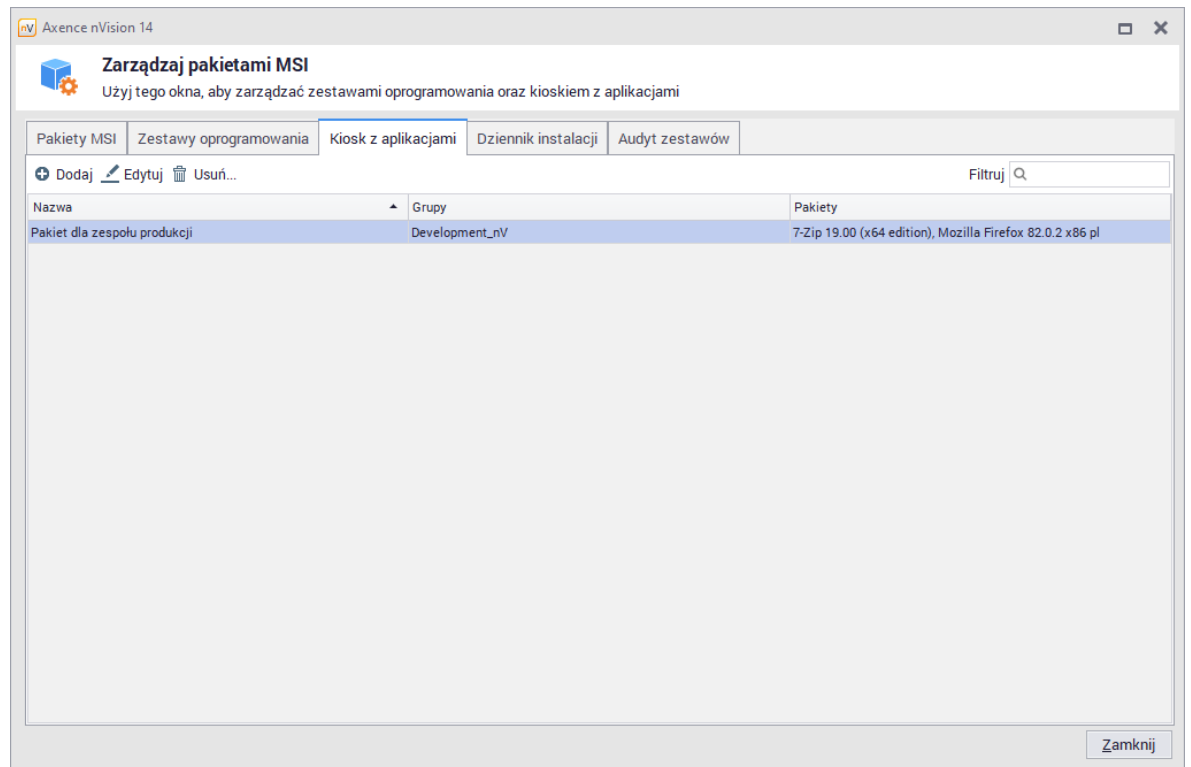 nV Axence nVision 14
Zarządzaj pakietami MSI
Użyj tego okna, aby zarządzać zestawami oprogramowania oraz kioskiem z aplikacjami
Pakiety MSI Zestawy oprogramowania Kiosk z aplikacjami Dziennik instalacji Audyt zestawów
Dodaj Edytuj Usuń... Filtruj
Nazwa Grupy Pakiety
Pakiet dla zespołu produkcji Development_nV 7-Zip 19.00 (x64 edition), Mozilla Firefox 82.0.2 x86 pl
Zamknij